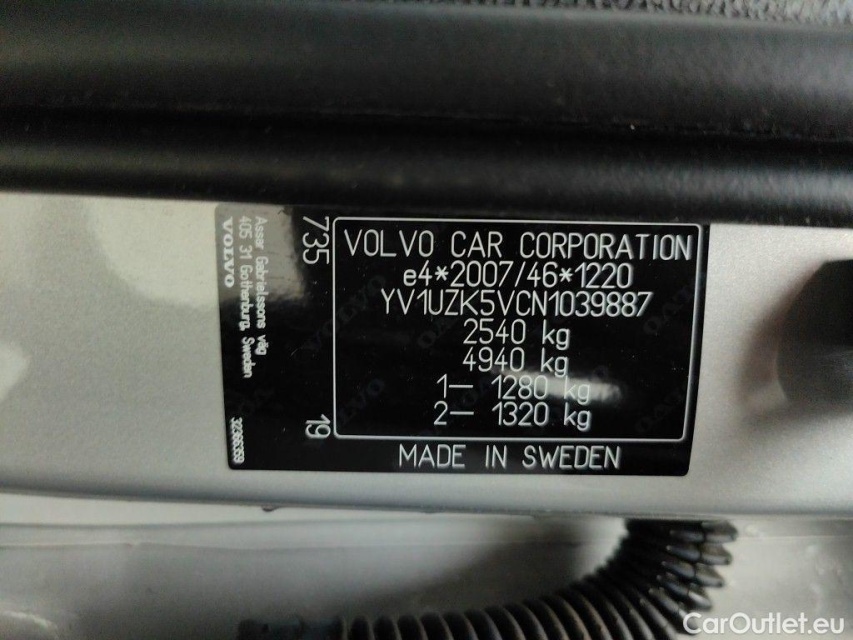 VOLVO CAR CORPORATION
e4*2007/46*1220
YV1UZK5VCN1039887
2540 kg
4940 kg
1— 1280 kg
2— 1320 kg
MADE IN SWEDEN
735
19
Assar Gabrielssons väg
405 31 Gothenburg, Sweden
VOLVO
CarOutlet.eu